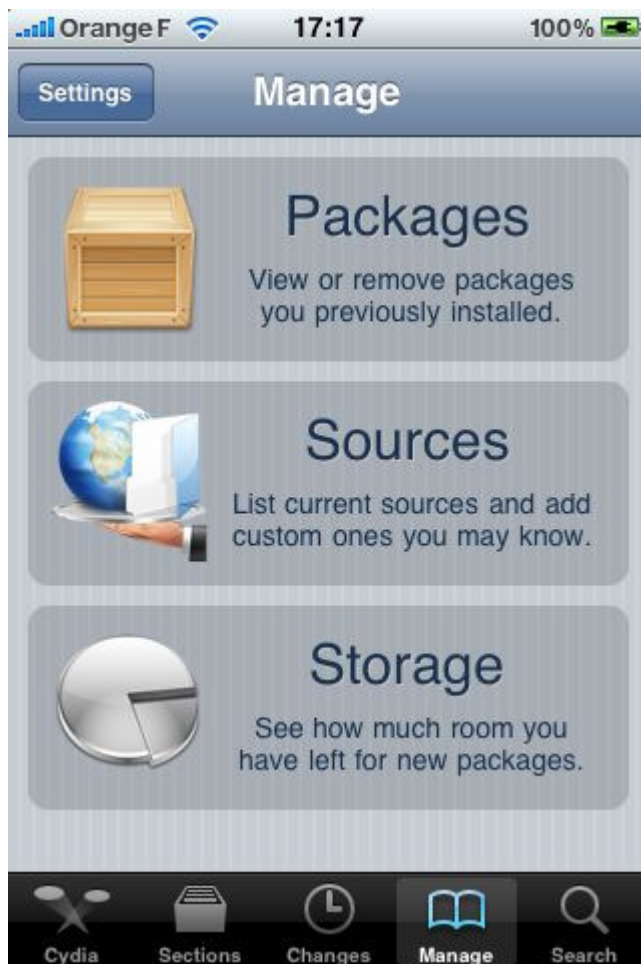 Orange F 17:17 100%
Settings Manage
Packages
View or remove packages
you previously installed.
Sources
List current sources and add
custom ones you may know.
Storage
See how much room you
have left for new packages.
Cydia Sections Changes Manage Search